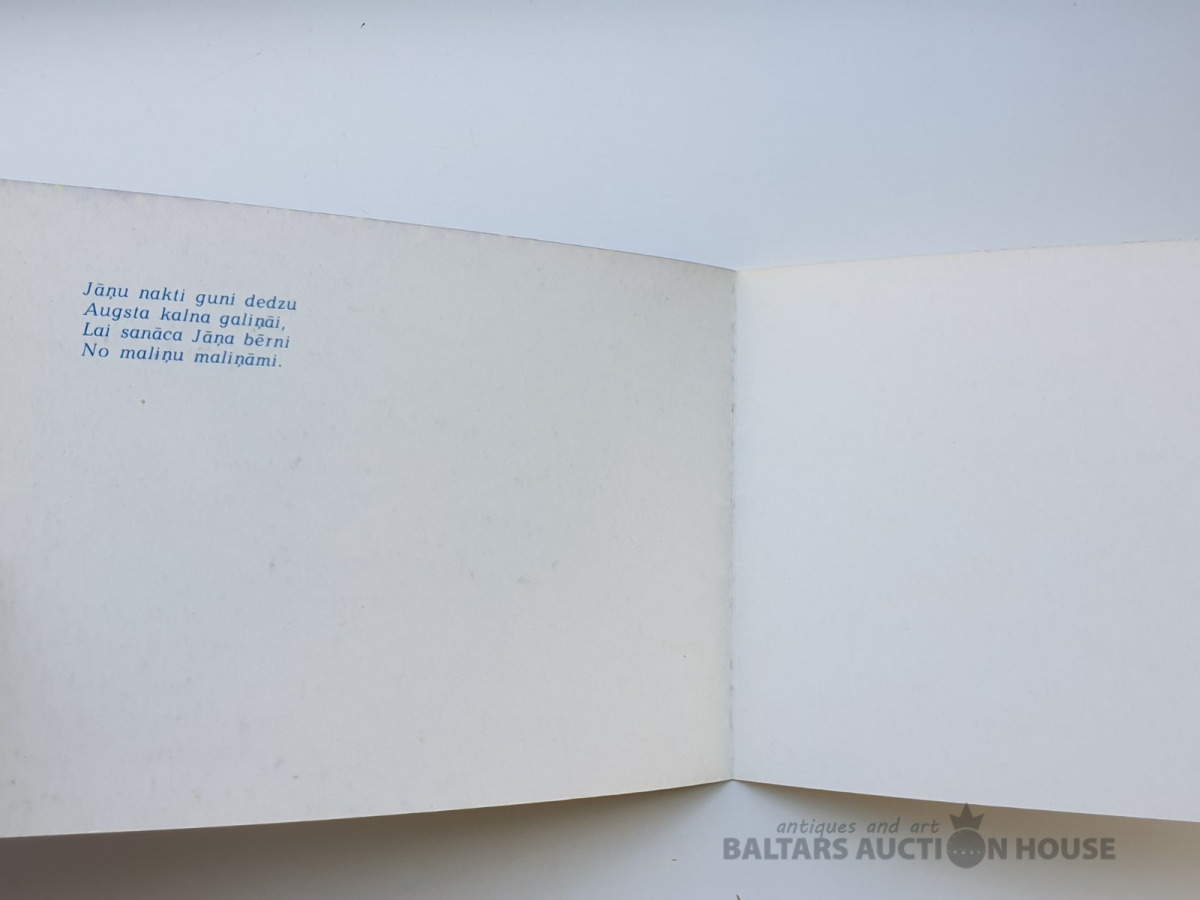 Jāņu nakti guni dedzu
Augsta kalna galiņāi,
Lai sanāca Jāņa bērni
No maliņu maliņāmi.
antiques and art
BALTARS AUCTION HOUSE